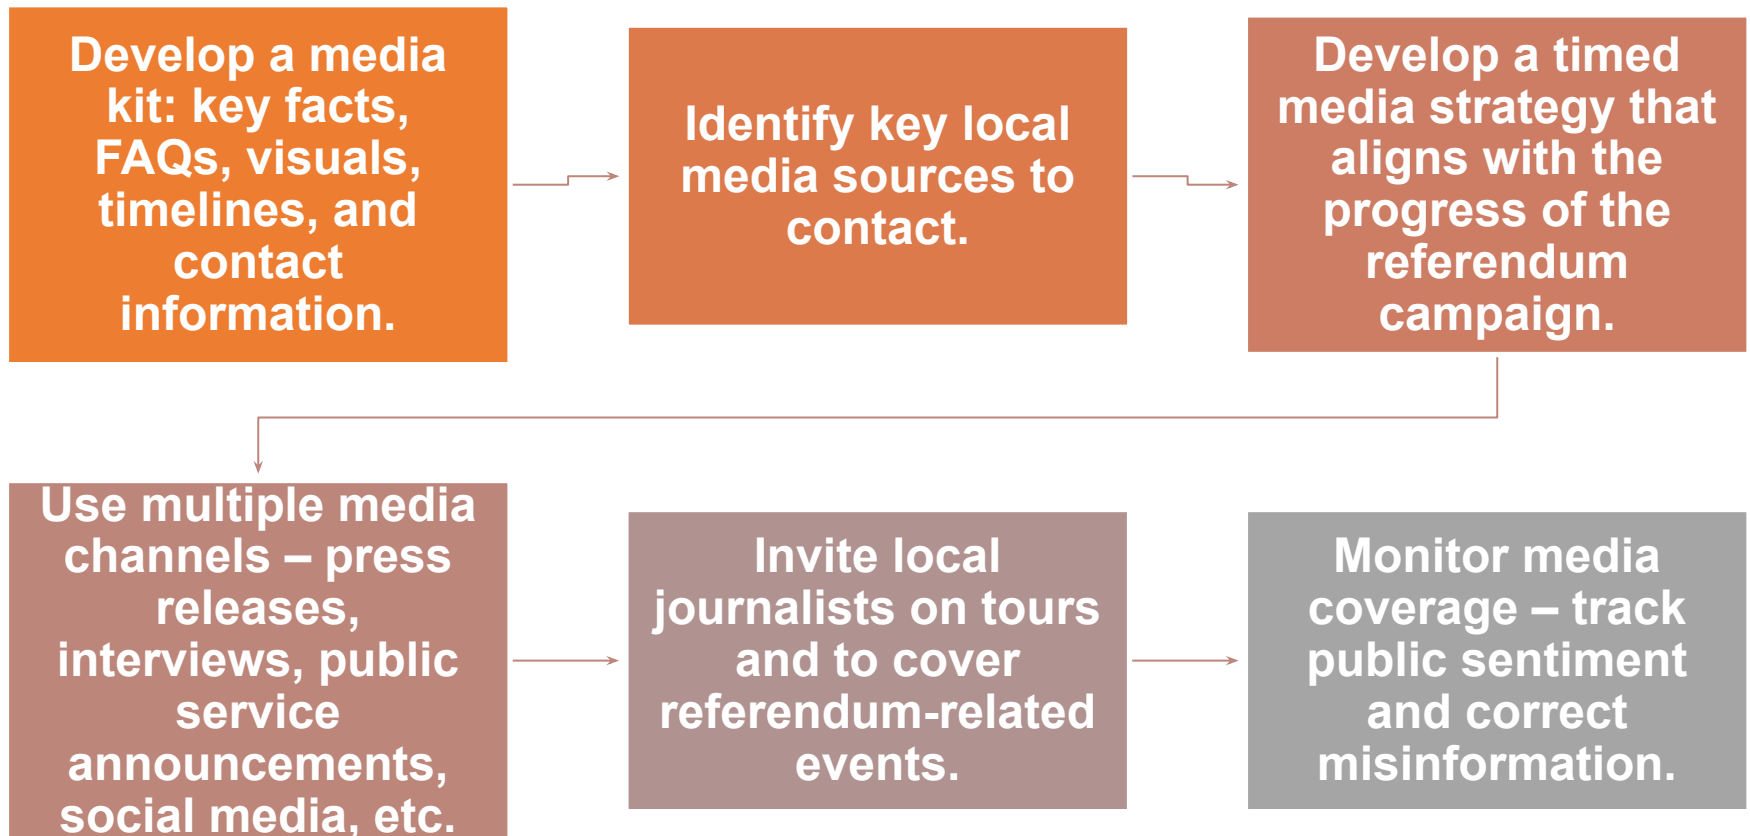 Develop a media
kit: key facts,
FAQs, visuals,
timelines, and
contact
information.
Identify key local
media sources to
contact.
Develop a timed
media strategy that
aligns with the
progress of the
referendum
campaign.
Use multiple media
channels – press
releases,
interviews, public
service
announcements,
social media, etc.
Invite local
journalists on tours
and to cover
referendum-related
events.
Monitor media
coverage – track
public sentiment
and correct
misinformation.